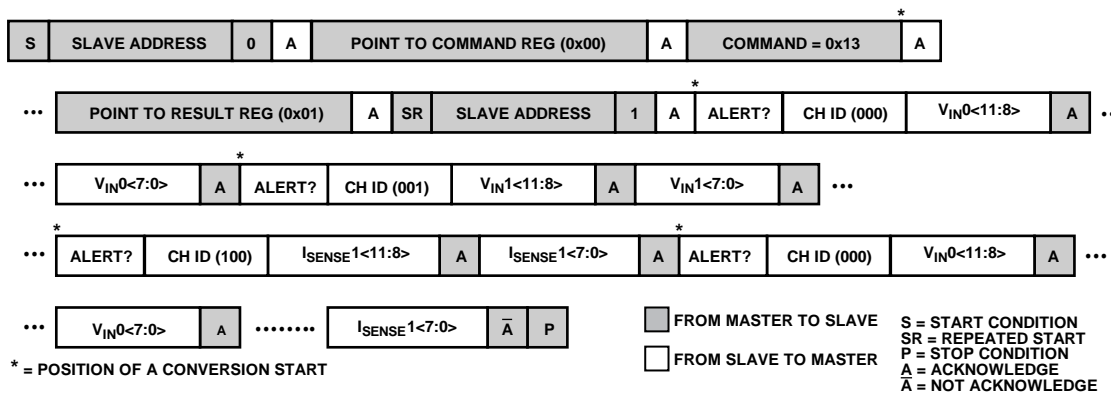 *
S SLAVE ADDRESS 0 A POINT TO COMMAND REG (0x00) A COMMAND = 0x13 A
*
... POINT TO RESULT REG (0x01) A SR SLAVE ADDRESS 1 A ALERT? CH ID (000) VIN0<11:8> A ..
*
... VIN0<7:0> A ALERT? CH ID (001) VIN1<11:8> A VIN1<7:0> A ...
* *
... ALERT? CH ID (100) ISENSE1<11:8> A ISENSE1<7:0> A ALERT? CH ID (000) VIN0<11:8> A ...
... VIN0<7:0> A ........ ISENSE1<7:0> A̅ P
FROM MASTER TO SLAVE
FROM SLAVE TO MASTER
S = START CONDITION
SR = REPEATED START
P = STOP CONDITION
A = ACKNOWLEDGE
A̅ = NOT ACKNOWLEDGE
* = POSITION OF A CONVERSION START